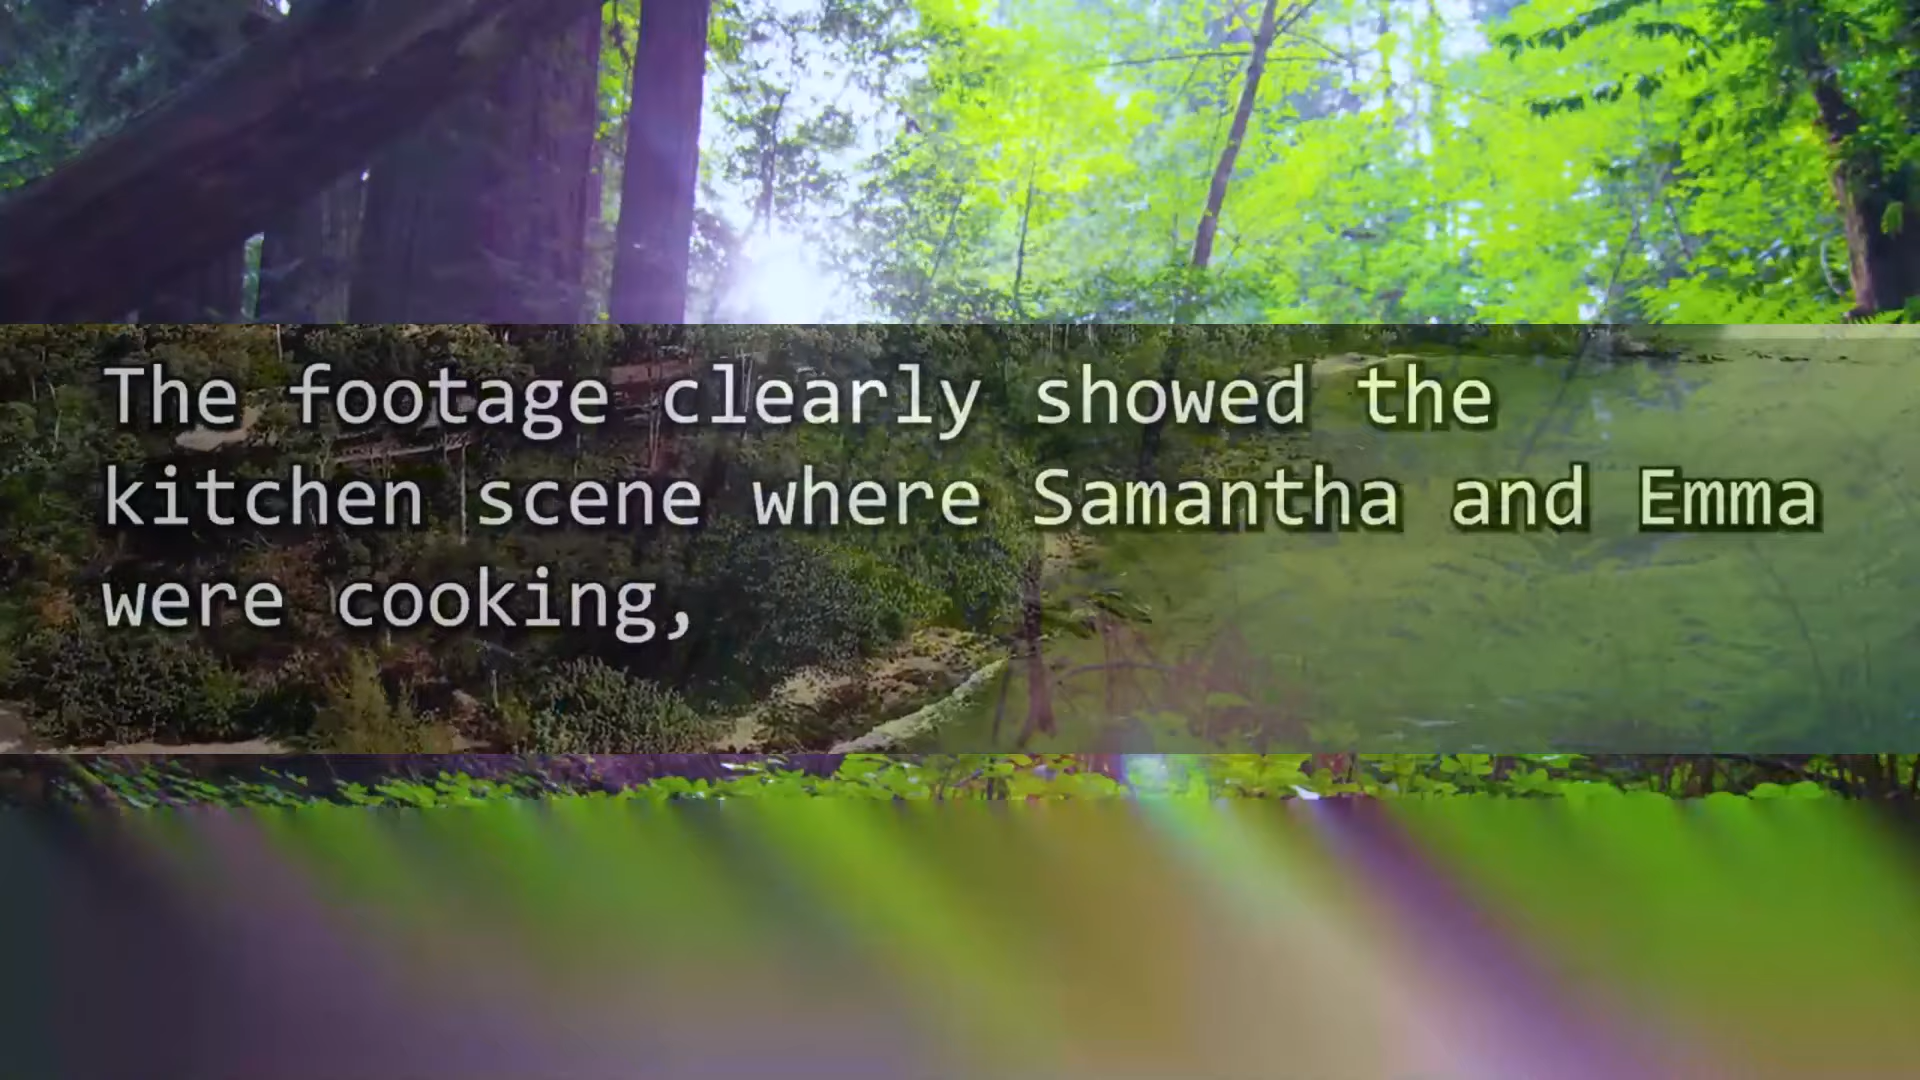 The footage clearly showed the
kitchen scene where Samantha and Emma
were cooking,